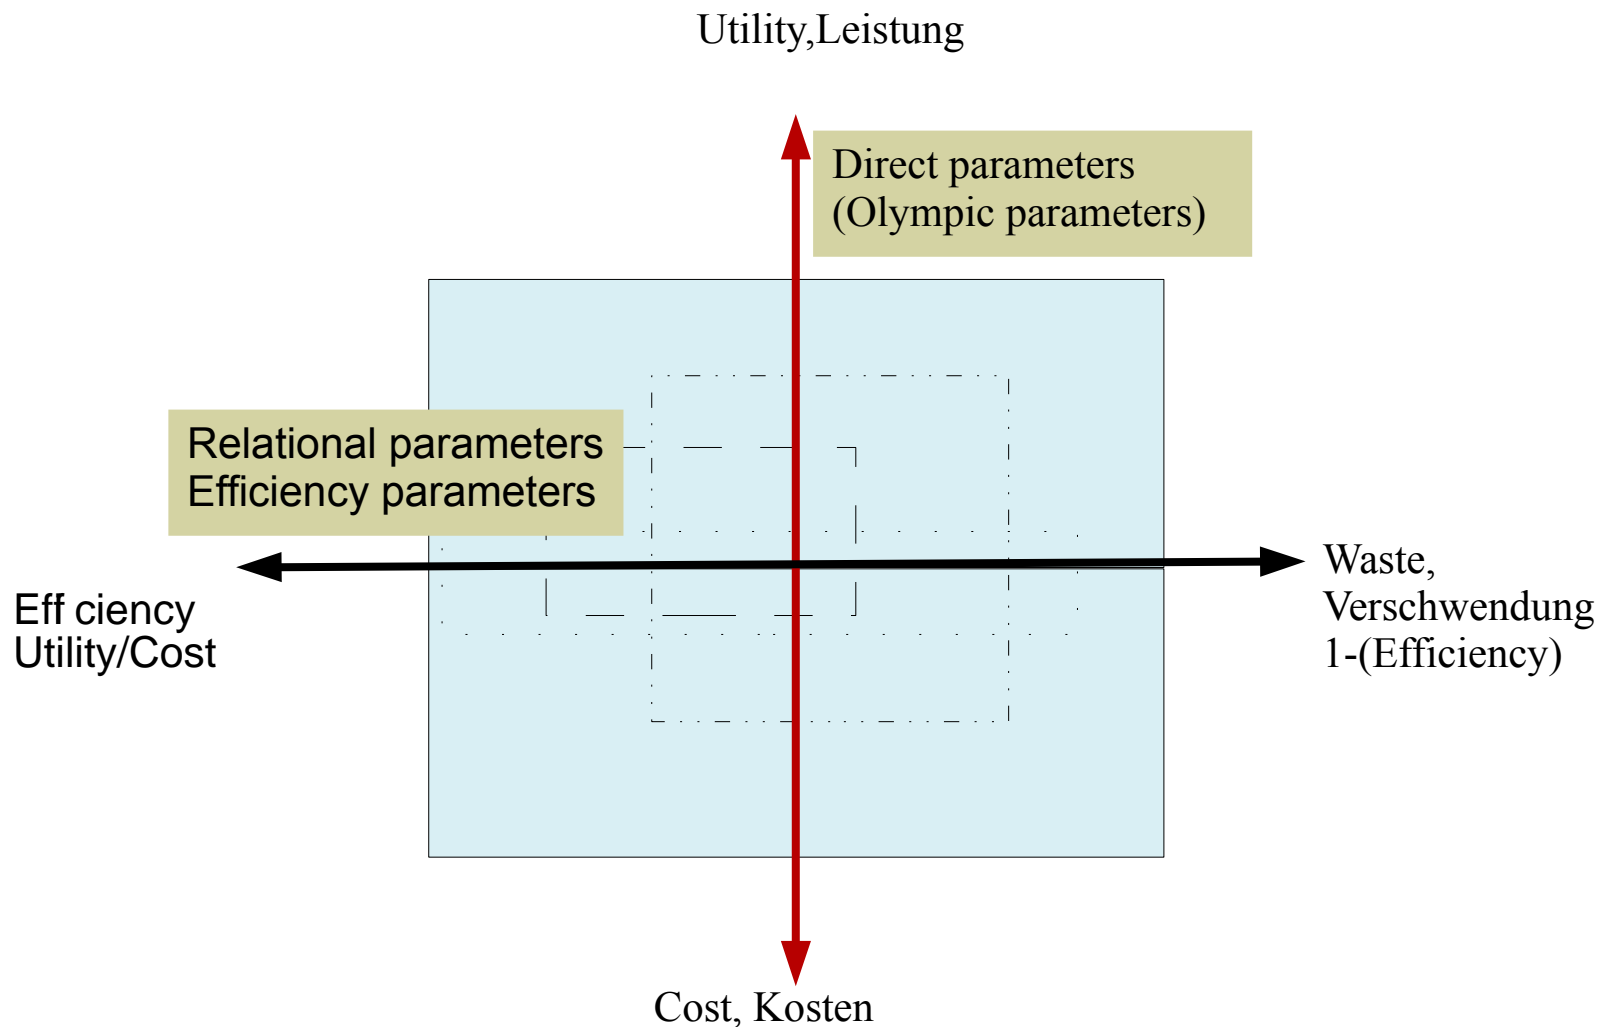 Utility,Leistung
Direct parameters
(Olympic parameters)
Relational parameters
Efficiency parameters
Eff ciency
Utility/Cost
Waste,
Verschwendung
1-(Efficiency)
Cost, Kosten